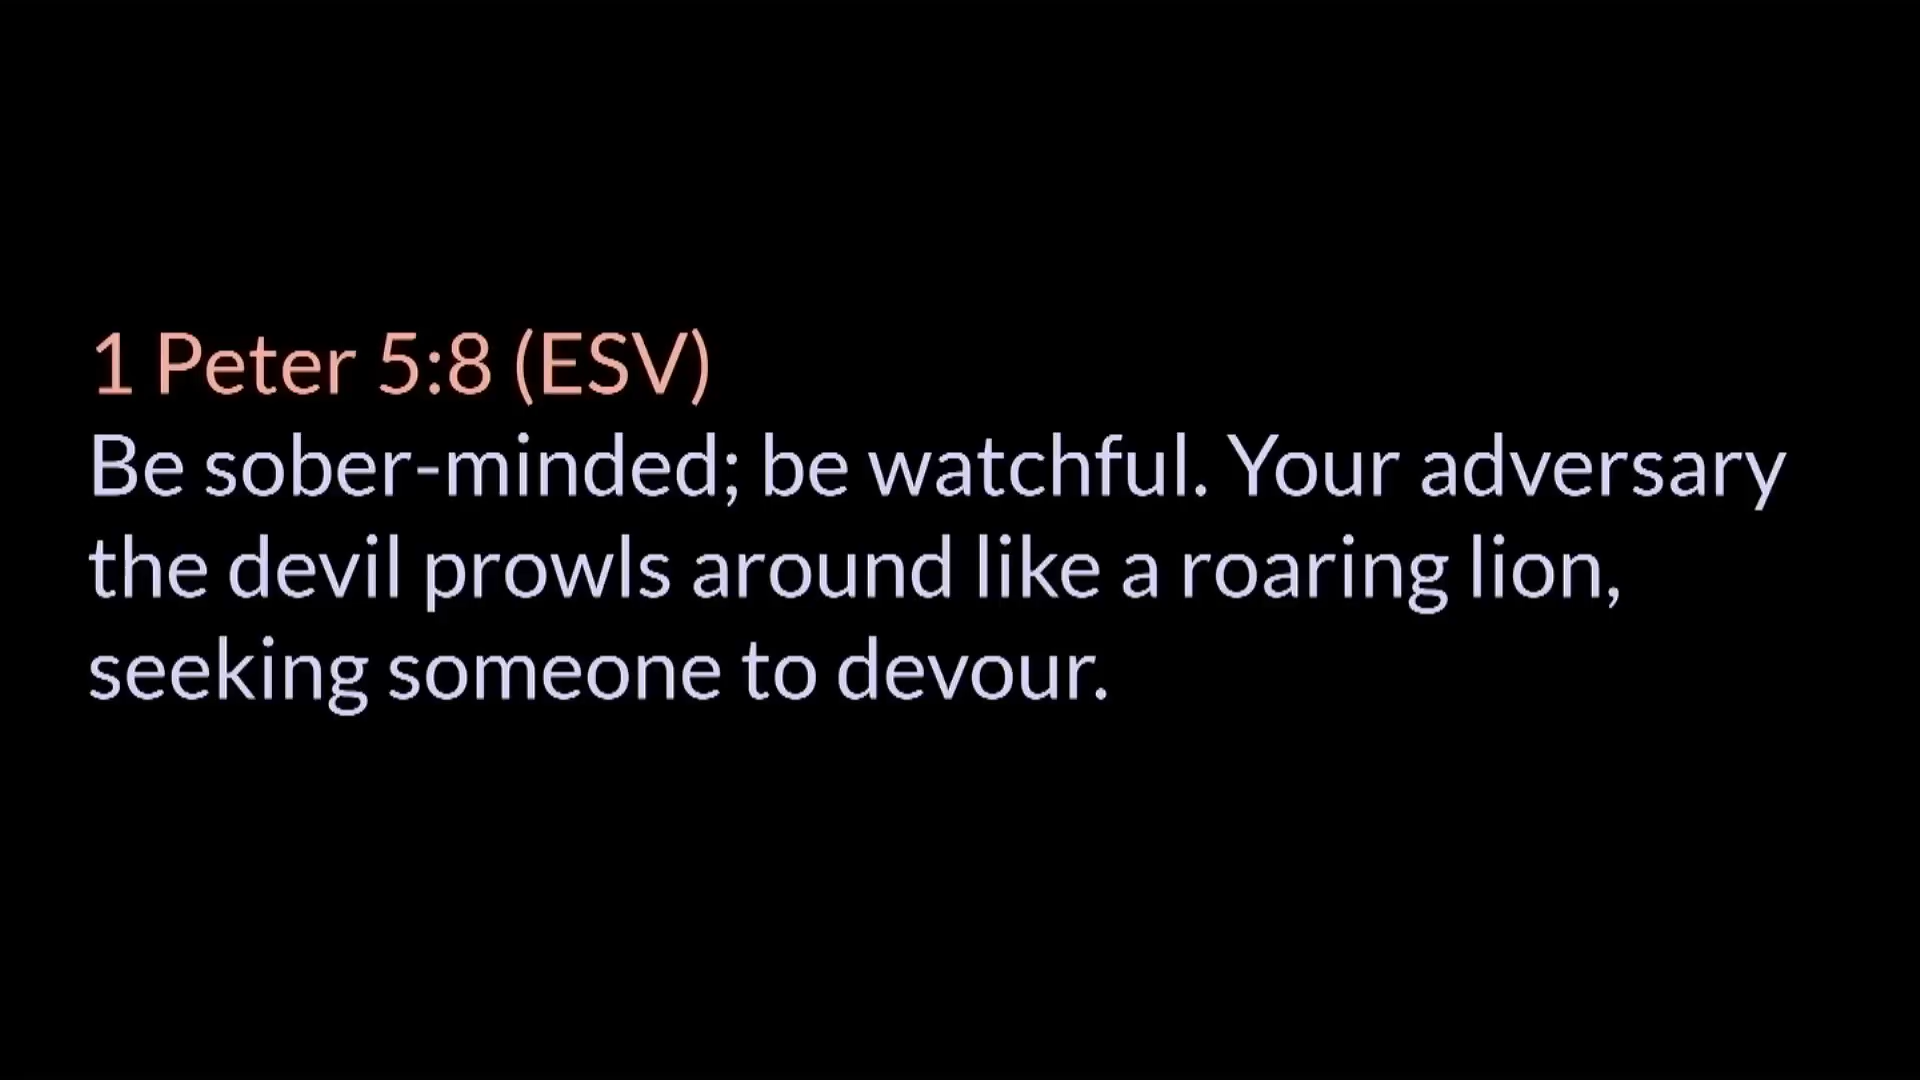 1 Peter 5:8 (ESV)
Be sober-minded; be watchful. Your adversary
the devil prowls around like a roaring lion,
seeking someone to devour.